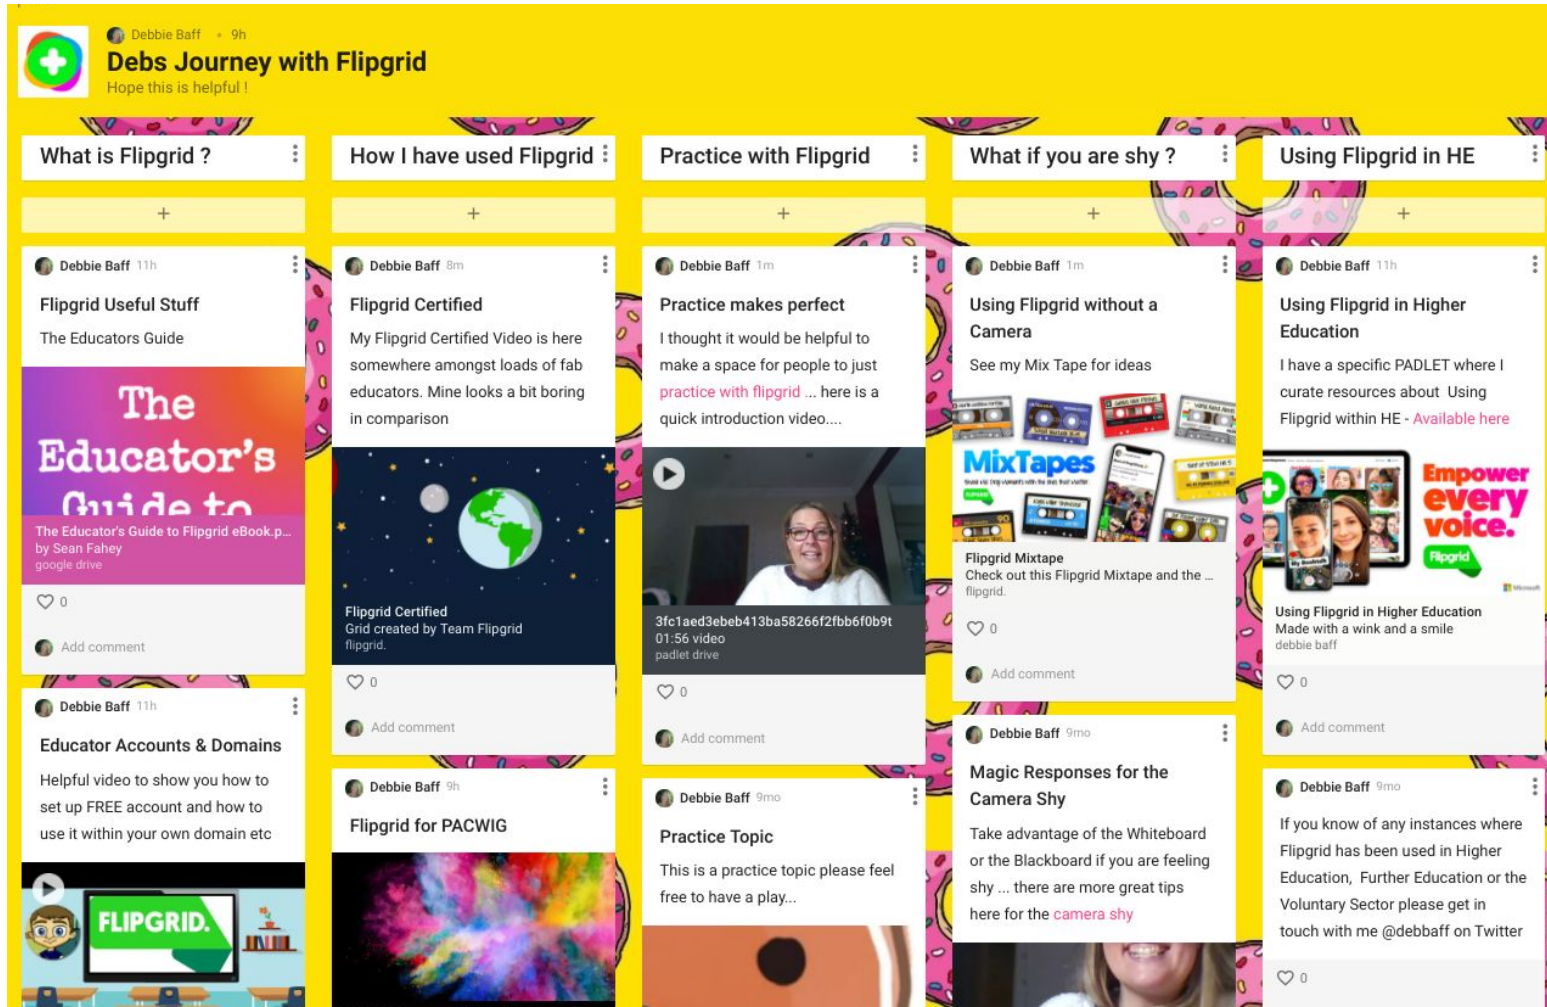 Debbie Baff • 9h
Debs Journey with Flipgrid
Hope this is helpful !
What is Flipgrid ?
+
Debbie Baff 11h
Flipgrid Useful Stuff
The Educators Guide
The
Educator's
Guide to
The Educator's Guide to Flipgrid eBook.p...
by Sean Fahey
google drive
0
Add comment
Debbie Baff 11h
Educator Accounts & Domains
Helpful video to show you how to
set up FREE account and how to
use it within your own domain etc
FLIPGRID.
How I have used Flipgrid
+
Debbie Baff 8m
Flipgrid Certified
My Flipgrid Certified Video is here
somewhere amongst loads of fab
educators. Mine looks a bit boring
in comparison
Flipgrid Certified
Grid created by Team Flipgrid
flipgrid.
0
Add comment
Debbie Baff 9h
Flipgrid for PACWIG
Practice with Flipgrid
+
Debbie Baff 1m
Practice makes perfect
I thought it would be helpful to
make a space for people to just
practice with flipgrid ... here is a
quick introduction video....
3fc1aed3ebeb413ba58266f2fbb6f0b9t
01:56 video
padlet drive
0
Add comment
Debbie Baff 9mo
Practice Topic
This is a practice topic please feel
free to have a play...
What if you are shy ?
+
Debbie Baff 1m
Using Flipgrid without a
Camera
See my Mix Tape for ideas
MixTapes
Flipgrid Mixtape
Check out this Flipgrid Mixtape and the ...
flipgrid.
0
Add comment
Debbie Baff 9mo
Magic Responses for the
Camera Shy
Take advantage of the Whiteboard
or the Blackboard if you are feeling
shy ... there are more great tips
here for the camera shy
Using Flipgrid in HE
+
Debbie Baff 11h
Using Flipgrid in Higher
Education
I have a specific PADLET where I
curate resources about Using
Flipgrid within HE - Available here
Empower
every
voice.
Flipgrid
Microsoft
Using Flipgrid in Higher Education
Made with a wink and a smile
debbie baff
0
Add comment
Debbie Baff 9mo
If you know of any instances where
Flipgrid has been used in Higher
Education, Further Education or the
Voluntary Sector please get in
touch with me @debbaff on Twitter
0